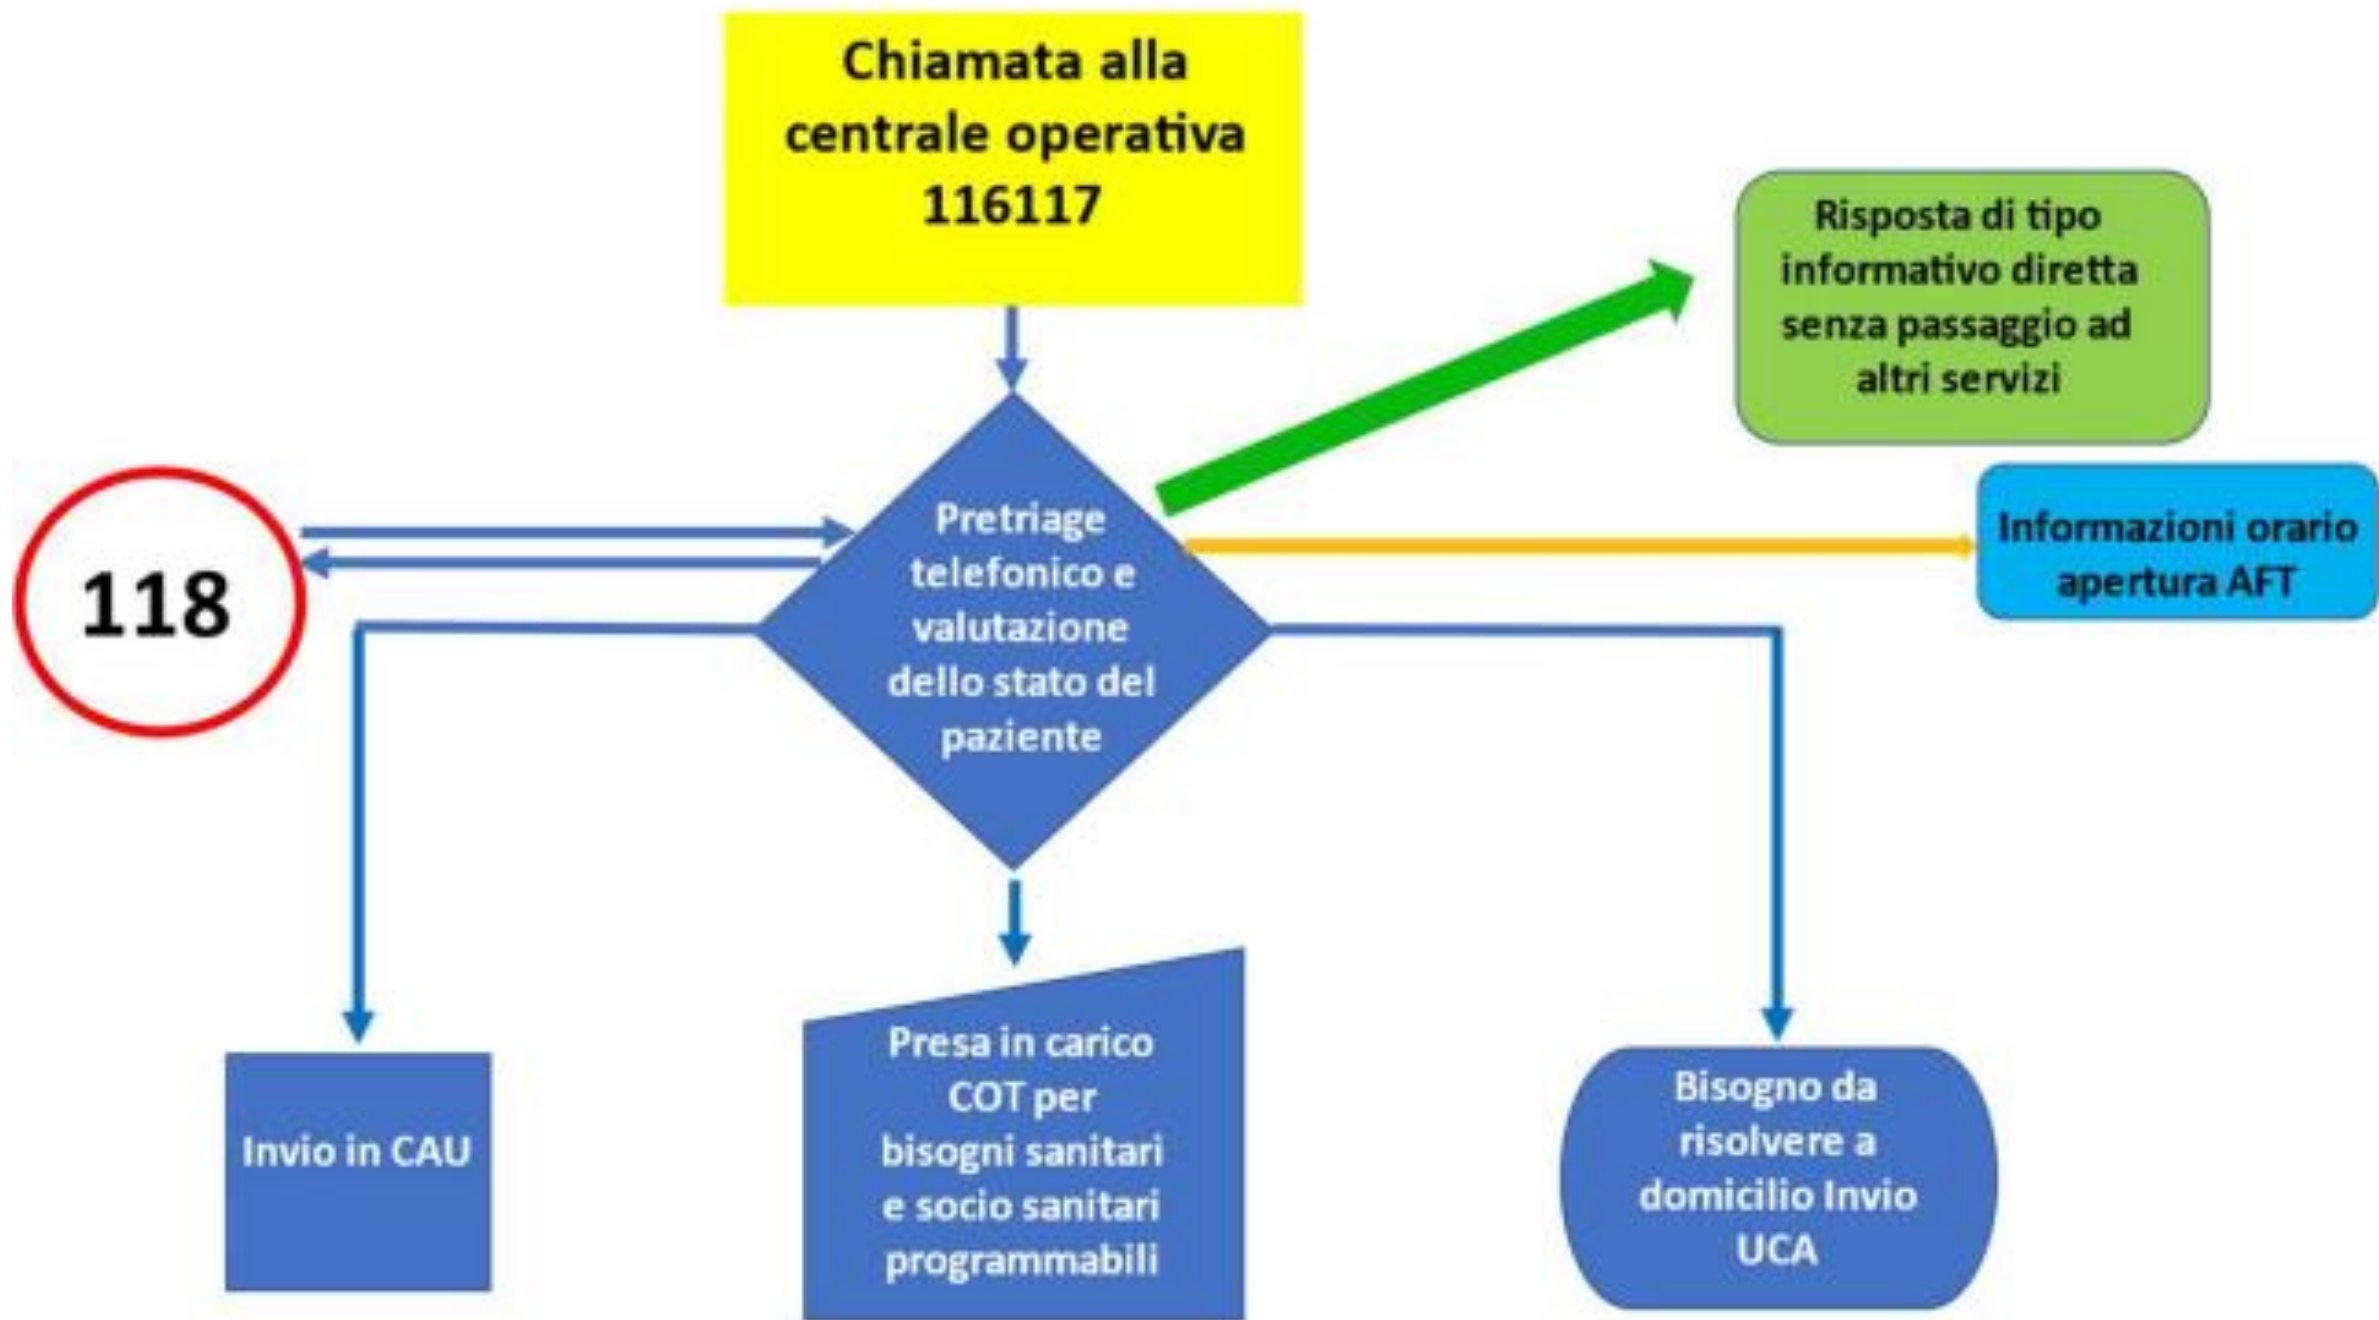 Chiamata alla
centrale operativa
116117
Risposta di tipo
informativo diretta
senza passaggio ad
altri servizi
Informazioni orario
apertura AFT
118
Pretriage
telefonico e
valutazione
dello stato del
paziente
Invio in CAU
Presa in carico
COT per
bisogni sanitari
e socio sanitari
programmabili
Bisogno da
risolvere a
domicilio Invio
UCA